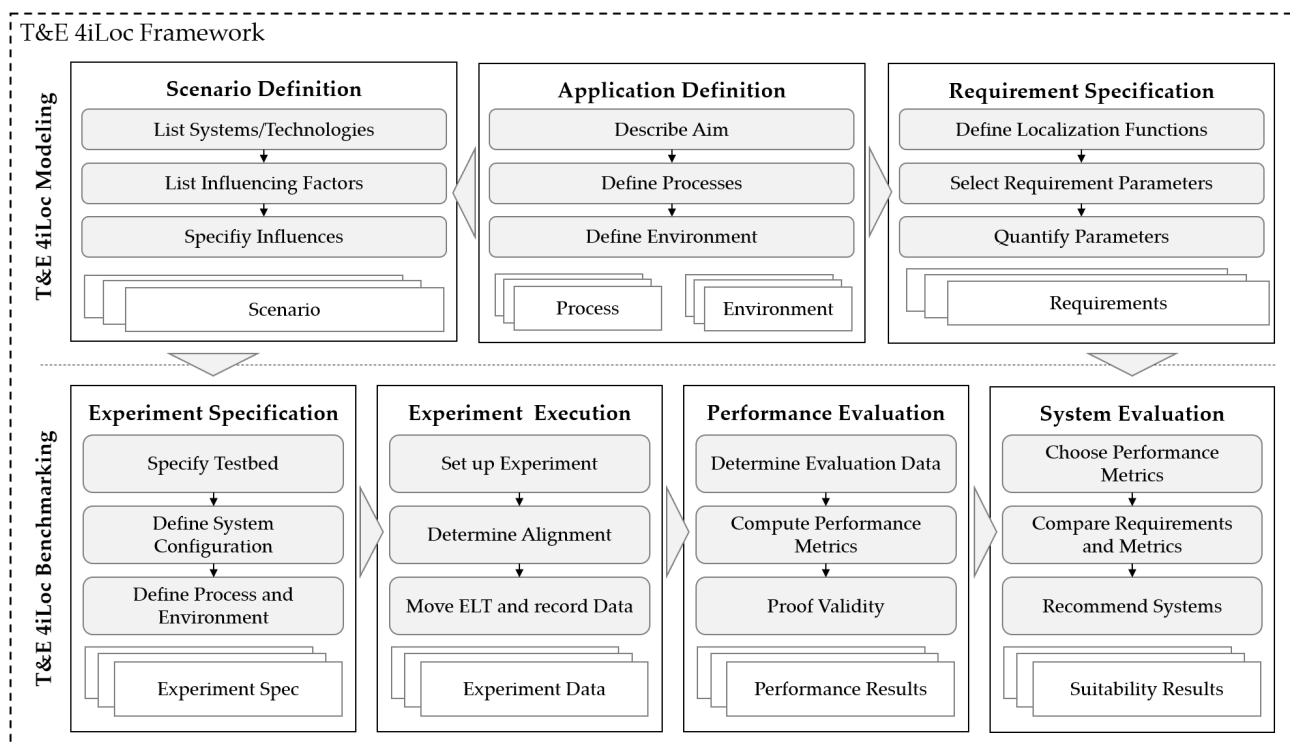 T&E 4iLoc Framework
T&E 4iLoc Modeling
Scenario Definition
List Systems/Technologies
List Influencing Factors
Specifiy Influences
Scenario
Application Definition
Describe Aim
Define Processes
Define Environment
Process
Environment
Requirement Specification
Define Localization Functions
Select Requirement Parameters
Quantify Parameters
Requirements
T&E 4iLoc Benchmarking
Experiment Specification
Specify Testbed
Define System
Configuration
Define Process and
Environment
Experiment Spec
Experiment Execution
Set up Experiment
Determine Alignment
Move ELT and record Data
Experiment Data
Performance Evaluation
Determine Evaluation Data
Compute Performance
Metrics
Proof Validity
Performance Results
System Evaluation
Choose Performance
Metrics
Compare Requirements
and Metrics
Recommend Systems
Suitability Results